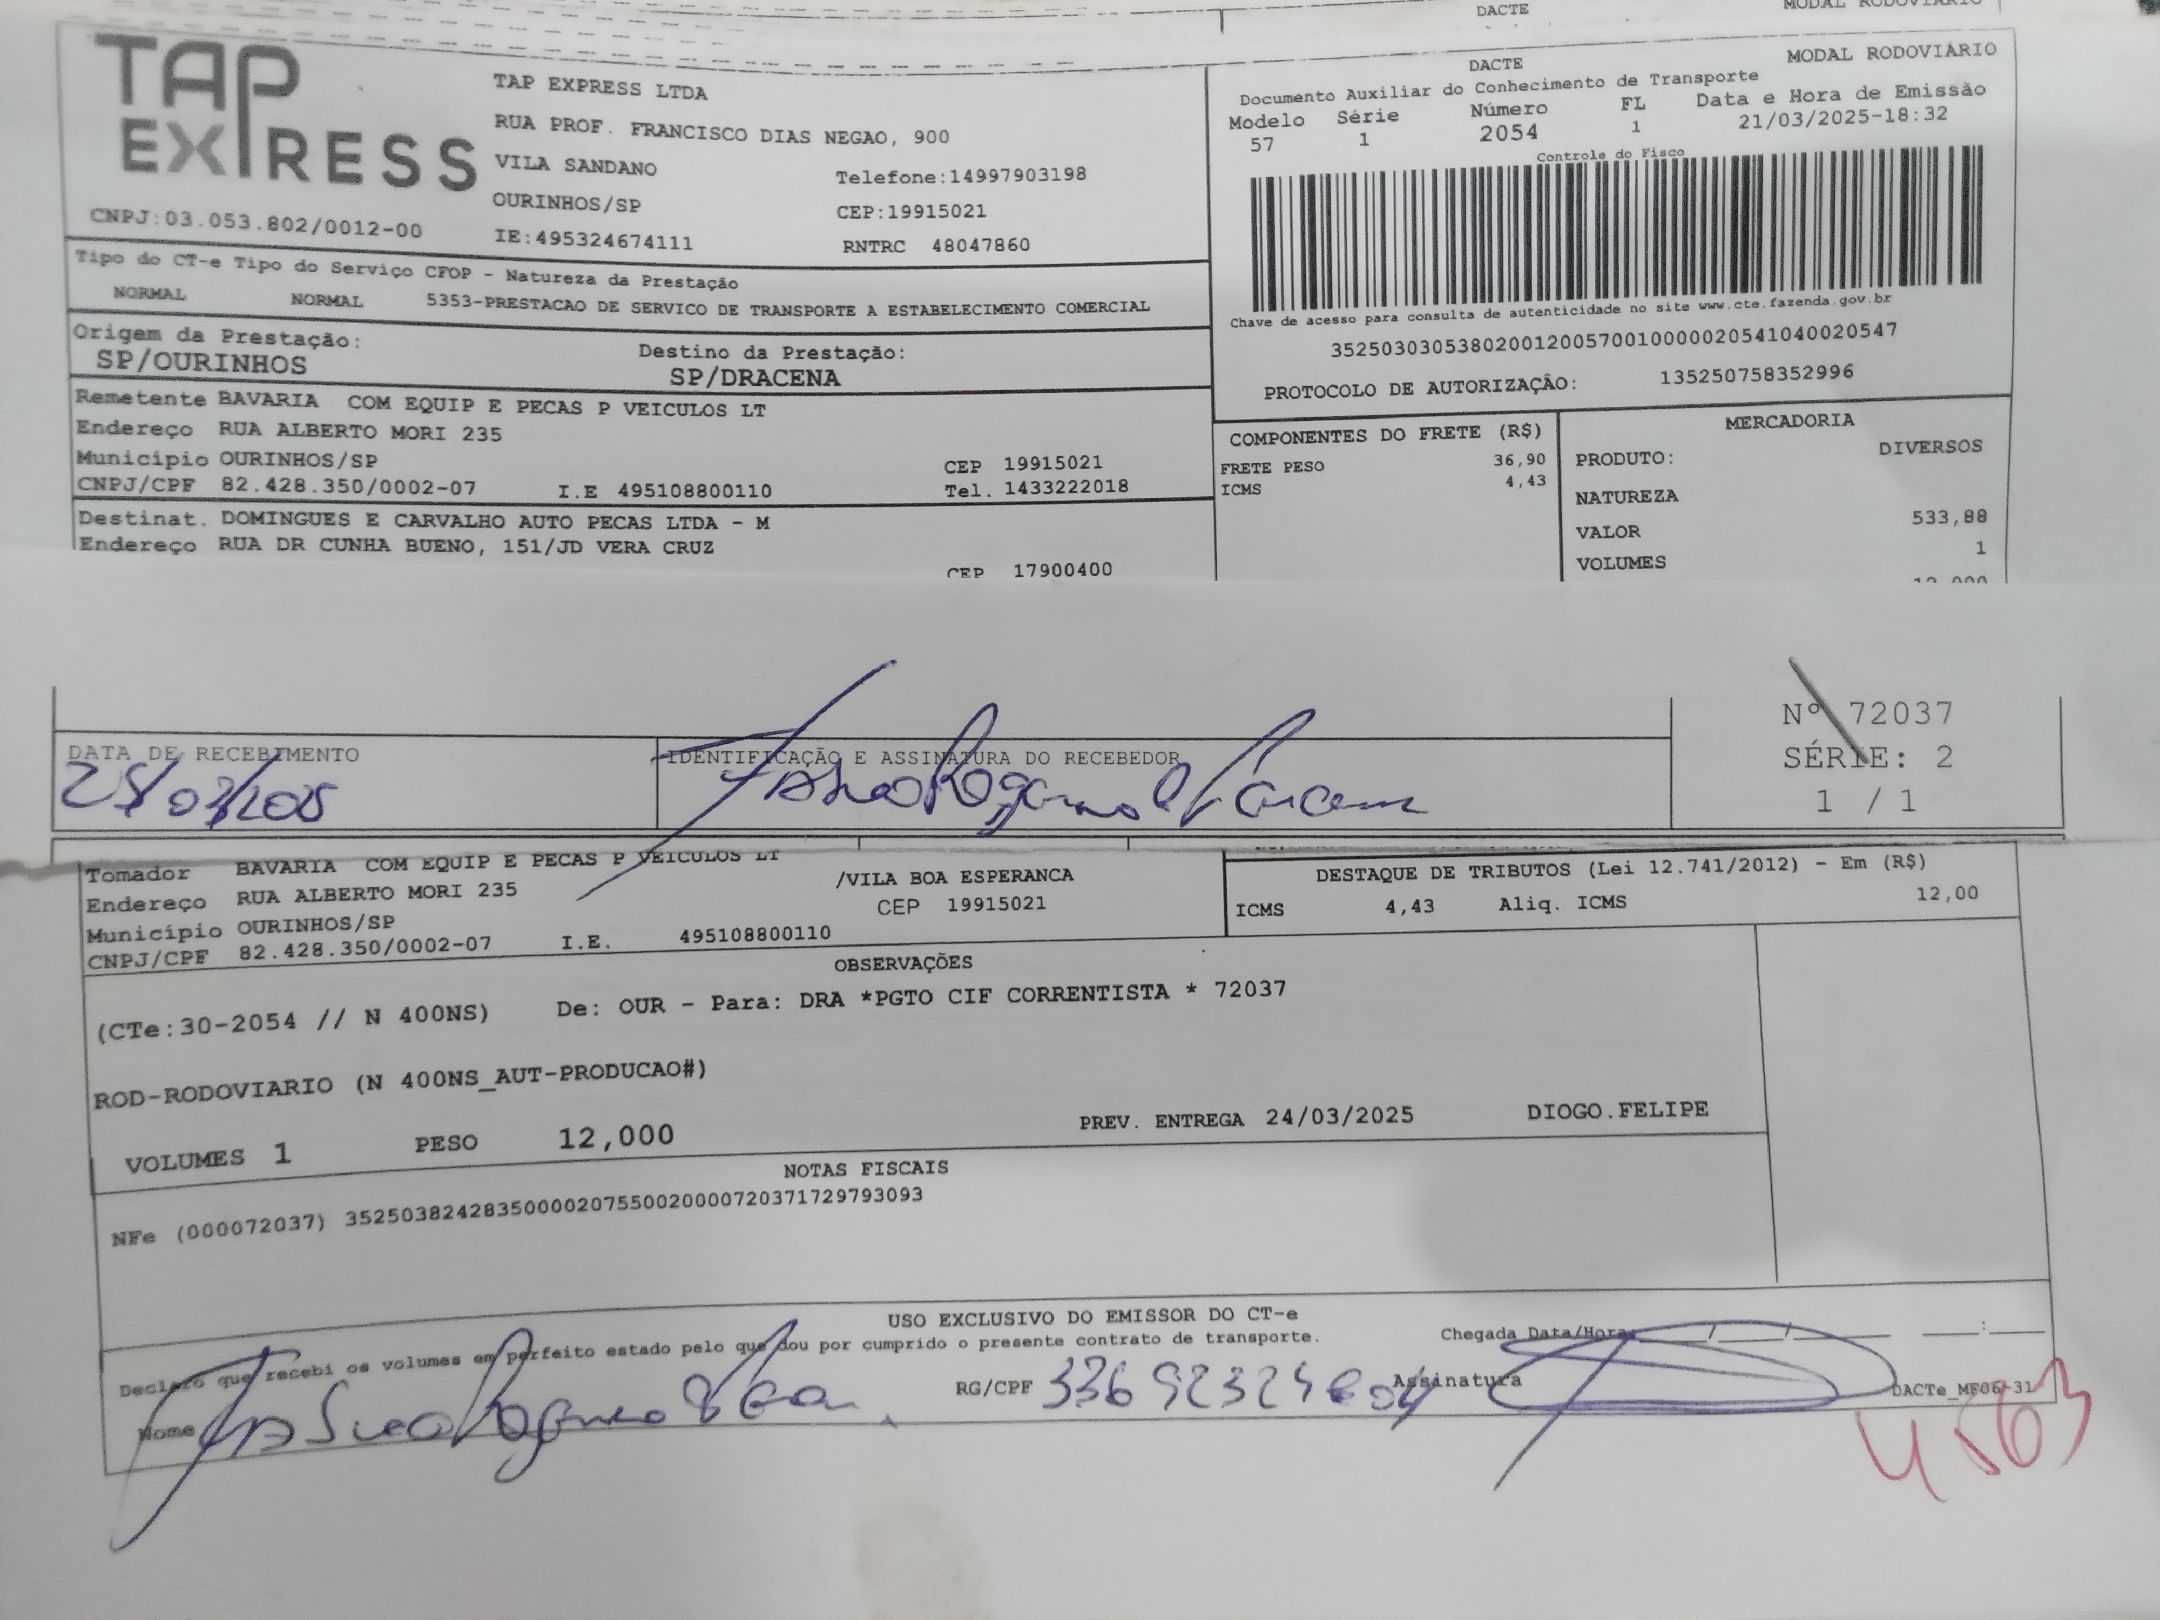 DACTE
MODAL RODOVIÁRIO
TAP
EXPRESS
CNPJ:03.053.802/0012-00
TAP EXPRESS LTDA
RUA PROF. FRANCISCO DIAS NEGAO, 900
VILA SANDANO
Telefone:14997903198
OURINHOS/SP
CEP:19915021
IE:495324674111
RNTRC 48047860
DACTE
MODAL RODOVIÁRIO
Documento Auxiliar do Conhecimento de Transporte
Modelo Série Número FL Data e Hora de Emissão
57 1 2054 1 21/03/2025-18:32
Controle do Fisco
Chave de acesso para consulta de autenticidade no site www.cte.fazenda.gov.br
35250303053802001200570010000020541040020547
PROTOCOLO DE AUTORIZAÇÃO: 135250758352996
Tipo do CT-e Tipo do Serviço CFOP - Natureza da Prestação
NORMAL NORMAL 5353-PRESTACAO DE SERVICO DE TRANSPORTE A ESTABELECIMENTO COMERCIAL
Origem da Prestação:
SP/OURINHOS
Destino da Prestação:
SP/DRACENA
Remetente BAVARIA COM EQUIP E PECAS P VEICULOS LT
Endereço RUA ALBERTO MORI 235
Município OURINHOS/SP CEP 19915021
CNPJ/CPF 82.428.350/0002-07 I.E 495108800110 Tel. 1433222018
Destinat. DOMINGUES E CARVALHO AUTO PECAS LTDA - M
Endereço RUA DR CUNHA BUENO, 151/JD VERA CRUZ
CEP 17900400
COMPONENTES DO FRETE (R$)
FRETE PESO 36,90
ICMS 4,43
MERCADORIA
PRODUTO: DIVERSOS
NATUREZA
VALOR 533,88
VOLUMES 1
12,000
DATA DE RECEBIMENTO
25/03/2025
IDENTIFICAÇÃO E ASSINATURA DO RECEBEDOR
Nº 72037
SÉRIE: 2
1 / 1
Tomador BAVARIA COM EQUIP E PECAS P VEICULOS LT
Endereço RUA ALBERTO MORI 235 /VILA BOA ESPERANCA
Município OURINHOS/SP CEP 19915021
CNPJ/CPF 82.428.350/0002-07 I.E. 495108800110
DESTAQUE DE TRIBUTOS (Lei 12.741/2012) - Em (R$)
ICMS 4,43 Aliq. ICMS 12,00
OBSERVAÇÕES
(CTe:30-2054 // N 400NS) De: OUR - Para: DRA *PGTO CIF CORRENTISTA * 72037
ROD-RODOVIARIO (N 400NS_AUT-PRODUCAO#)
VOLUMES 1 PESO 12,000 PREV. ENTREGA 24/03/2025 DIOGO.FELIPE
NOTAS FISCAIS
NFe (000072037) 35250382428350000207550020000720371729793093
USO EXCLUSIVO DO EMISSOR DO CT-e
Declaro que recebi os volumes em perfeito estado pelo que dou por cumprido o presente contrato de transporte.
Chegada Data/Hora: / / :
Nome
RG/CPF
Assinatura
DACTe_MF06-31